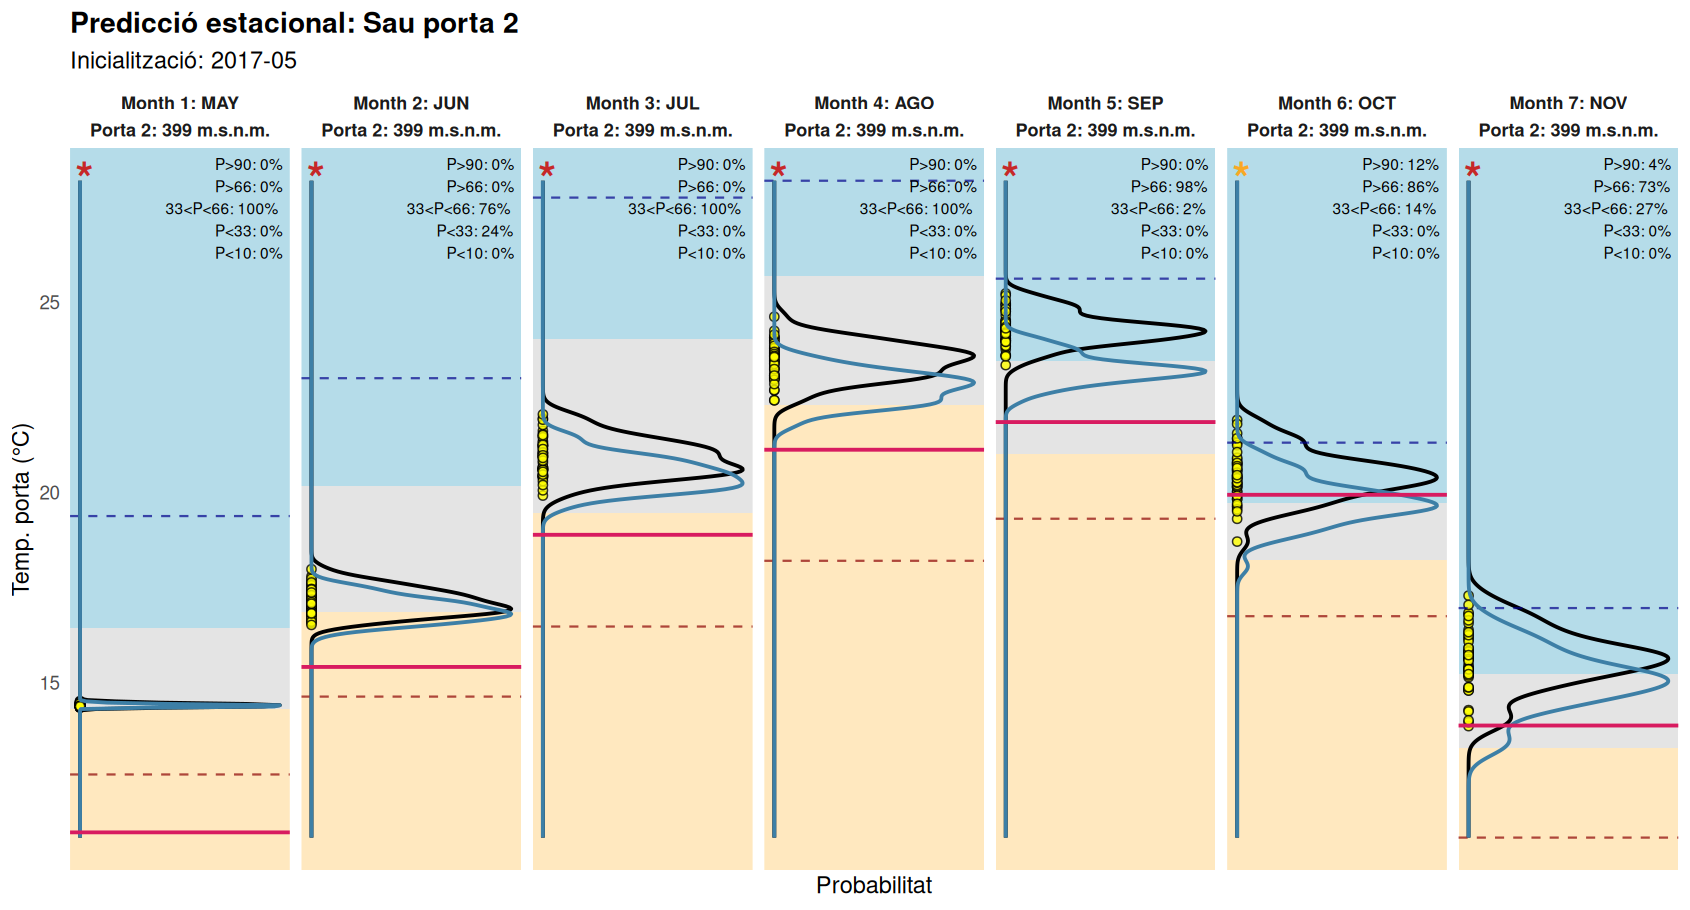 Predicció estacional: Sau porta 2
Inicialització: 2017-05
Month 1: MAY
Porta 2: 399 m.s.n.m.
Month 2: JUN
Porta 2: 399 m.s.n.m.
Month 3: JUL
Porta 2: 399 m.s.n.m.
Month 4: AGO
Porta 2: 399 m.s.n.m.
Month 5: SEP
Porta 2: 399 m.s.n.m.
Month 6: OCT
Porta 2: 399 m.s.n.m.
Month 7: NOV
Porta 2: 399 m.s.n.m.
*
P>90: 0%
P>66: 0%
33<P<66: 100%
P<33: 0%
P<10: 0%
*
P>90: 0%
P>66: 0%
33<P<66: 76%
P<33: 24%
P<10: 0%
*
P>90: 0%
P>66: 0%
33<P<66: 100%
P<33: 0%
P<10: 0%
*
P>90: 0%
P>66: 0%
33<P<66: 100%
P<33: 0%
P<10: 0%
*
P>90: 0%
P>66: 98%
33<P<66: 2%
P<33: 0%
P<10: 0%
*
P>90: 12%
P>66: 86%
33<P<66: 14%
P<33: 0%
P<10: 0%
*
P>90: 4%
P>66: 73%
33<P<66: 27%
P<33: 0%
P<10: 0%
25
20
15
Temp. porta (°C)
Probabilitat